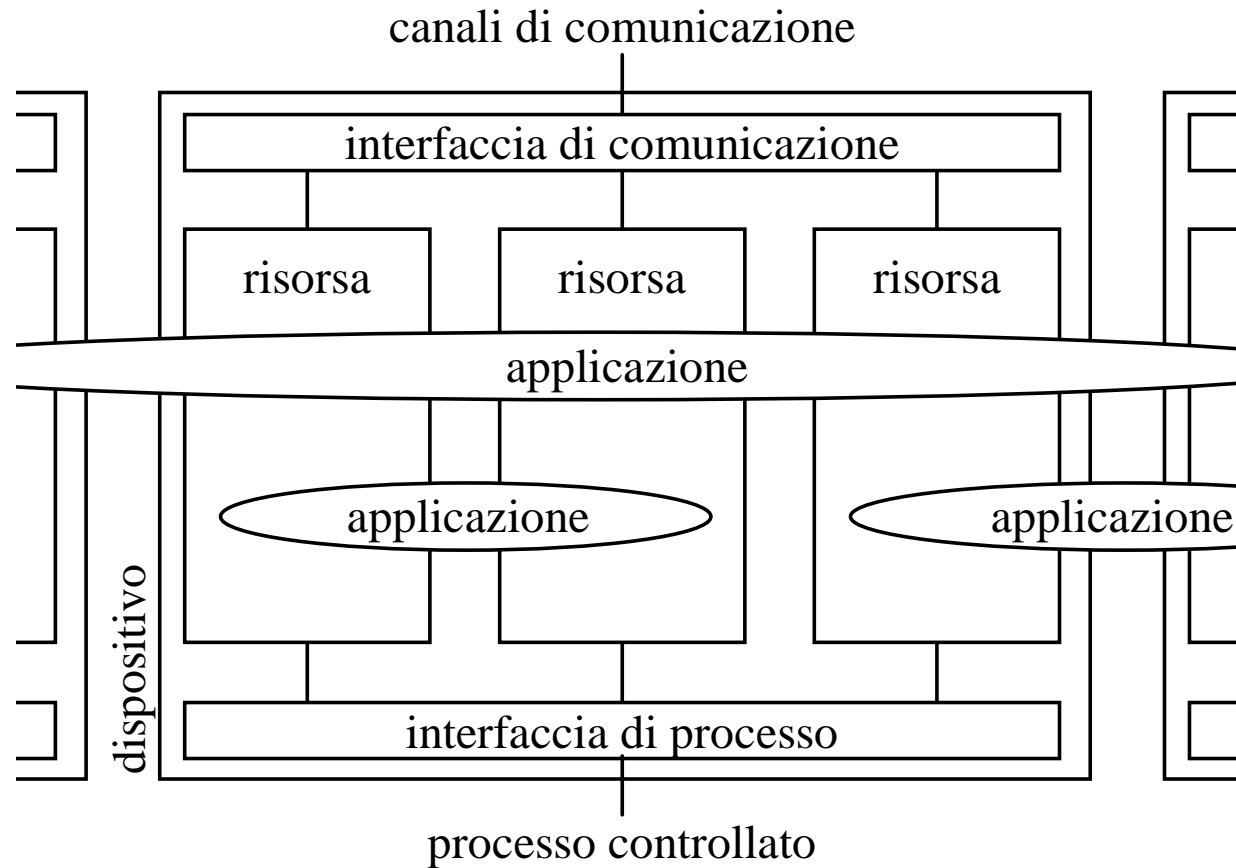 canali di comunicazione
interfaccia di comunicazione
risorsa
risorsa
risorsa
applicazione
applicazione
applicazione
dispositivo
interfaccia di processo
processo controllato